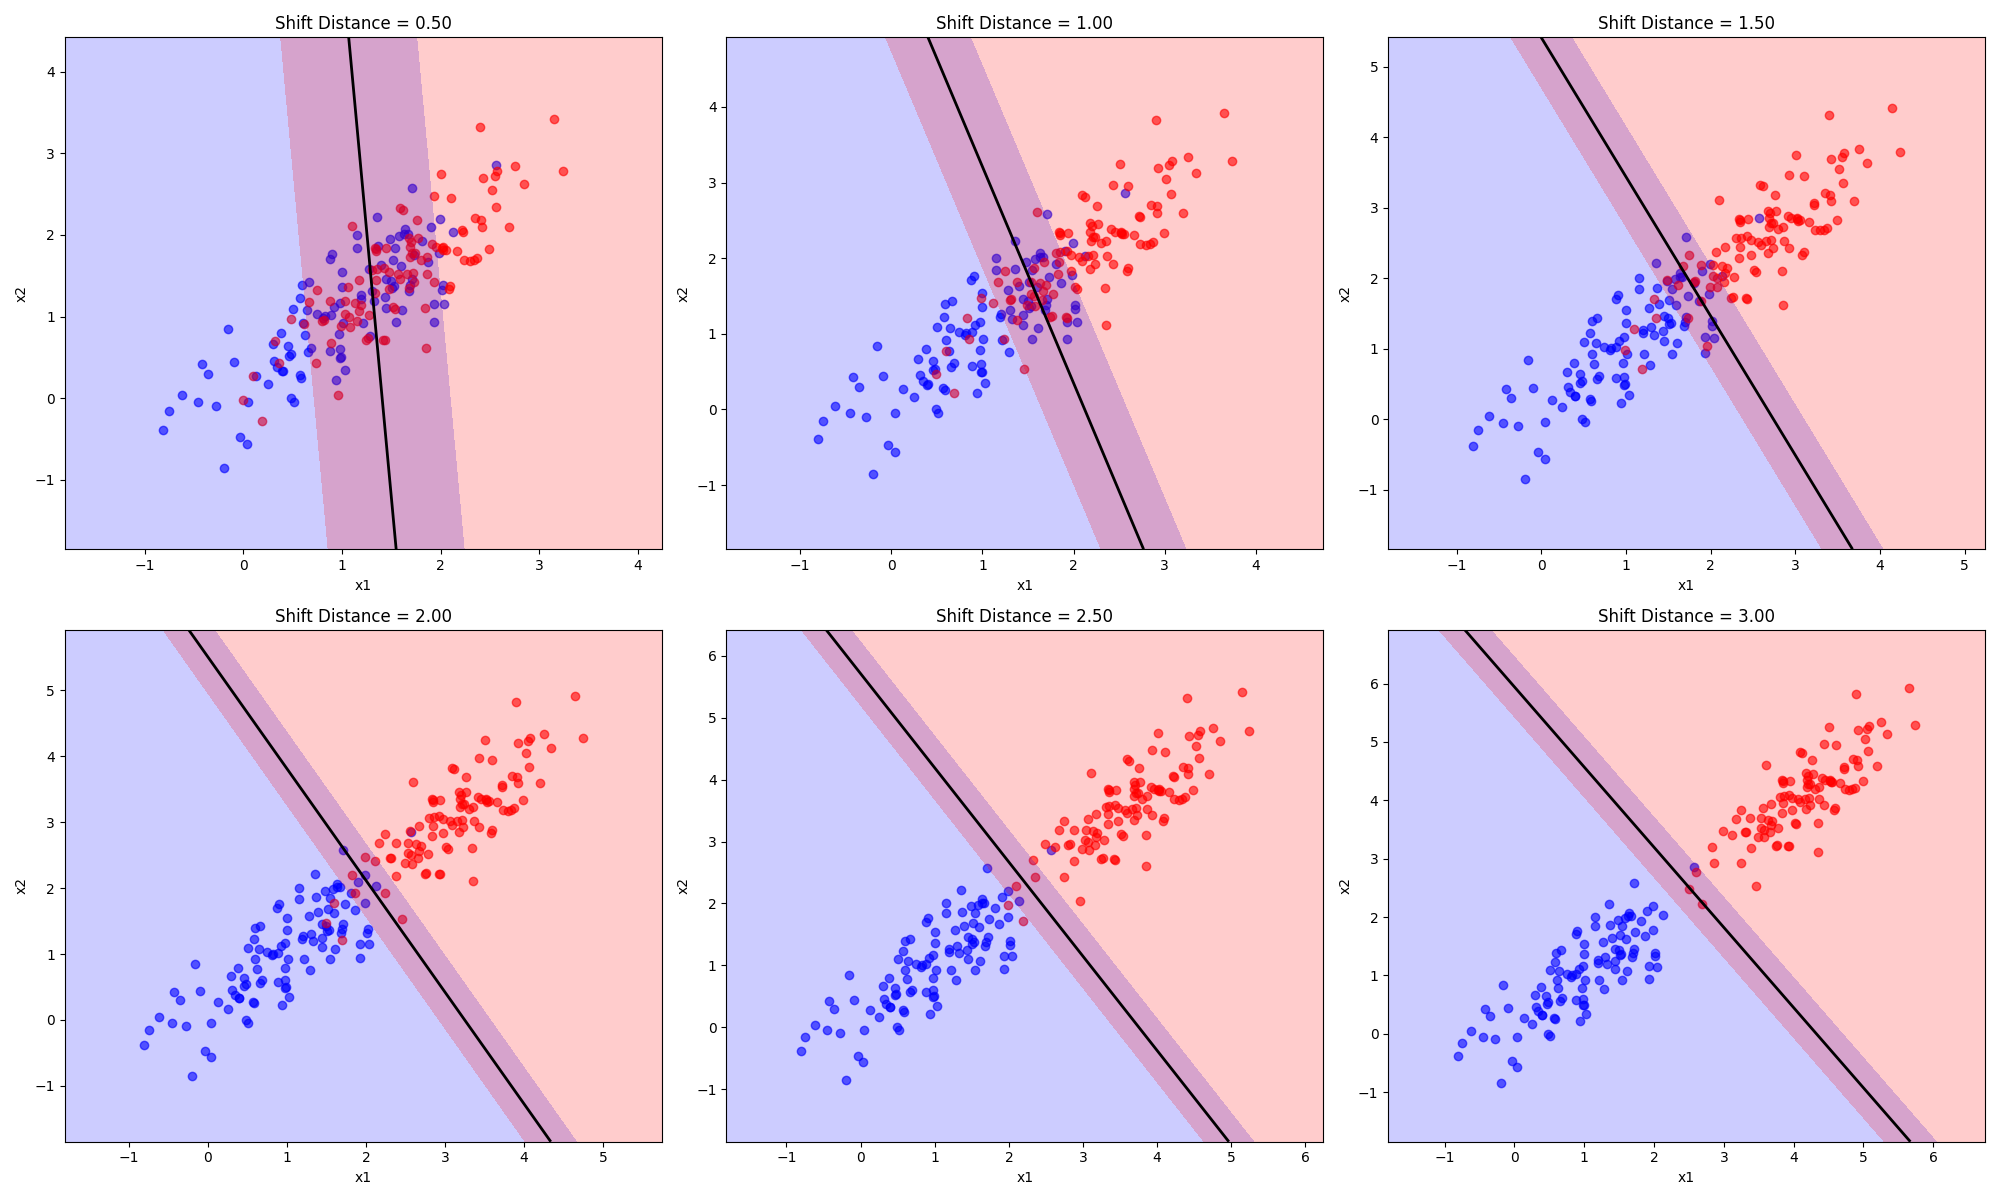 Shift Distance = 0.50
4
3
2
1
0
−1
x2
−1 0 1 2 3 4
x1
Shift Distance = 1.00
4
3
2
1
0
−1
x2
−1 0 1 2 3 4
x1
Shift Distance = 1.50
5
4
3
2
1
0
−1
x2
−1 0 1 2 3 4 5
x1
Shift Distance = 2.00
5
4
3
2
1
0
−1
x2
−1 0 1 2 3 4 5
x1
Shift Distance = 2.50
6
5
4
3
2
1
0
−1
x2
−1 0 1 2 3 4 5 6
x1
Shift Distance = 3.00
6
5
4
3
2
1
0
−1
x2
−1 0 1 2 3 4 5 6
x1